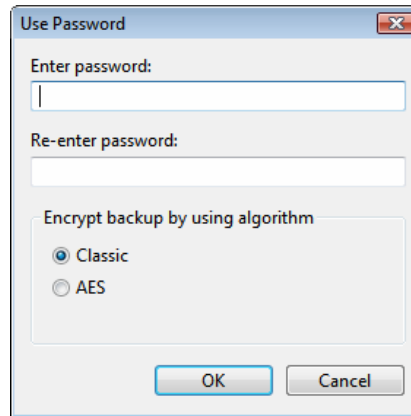 Use Password
Enter password:
Re-enter password:
Encrypt backup by using algorithm
Classic
AES
OK
Cancel